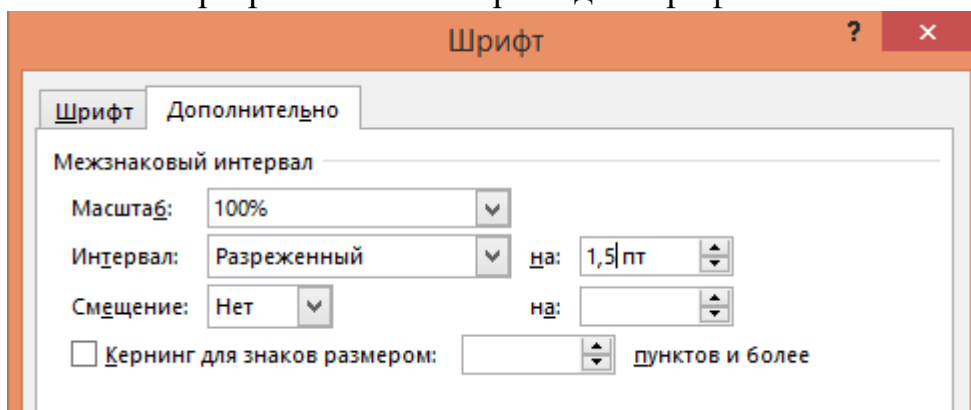 Шрифт ?
Шрифт Дополнительно
Межзнаковый интервал
Масштаб: 100%
Интервал: Разреженный на: 1,5 пт
Смещение: Нет на:
Кернинг для знаков размером: пунктов и более